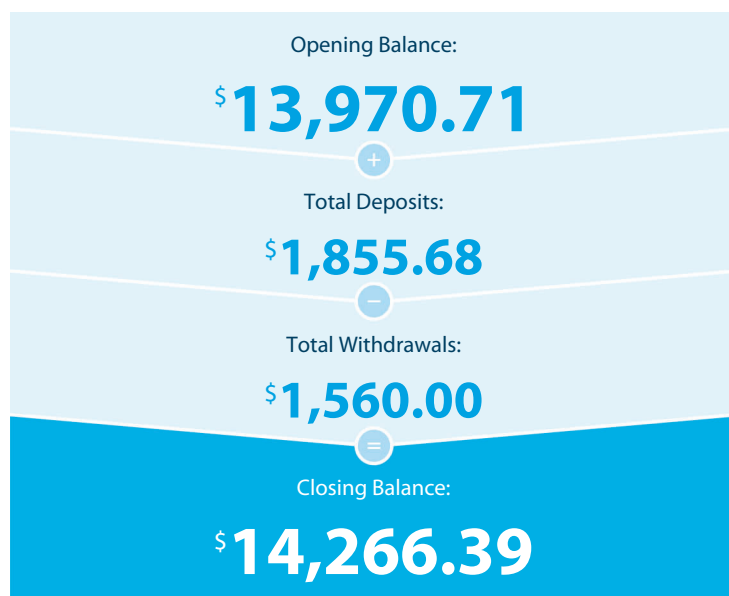 Opening Balance:
$13,970.71
+
Total Deposits:
$1,855.68
−
Total Withdrawals:
$1,560.00
=
Closing Balance:
$14,266.39